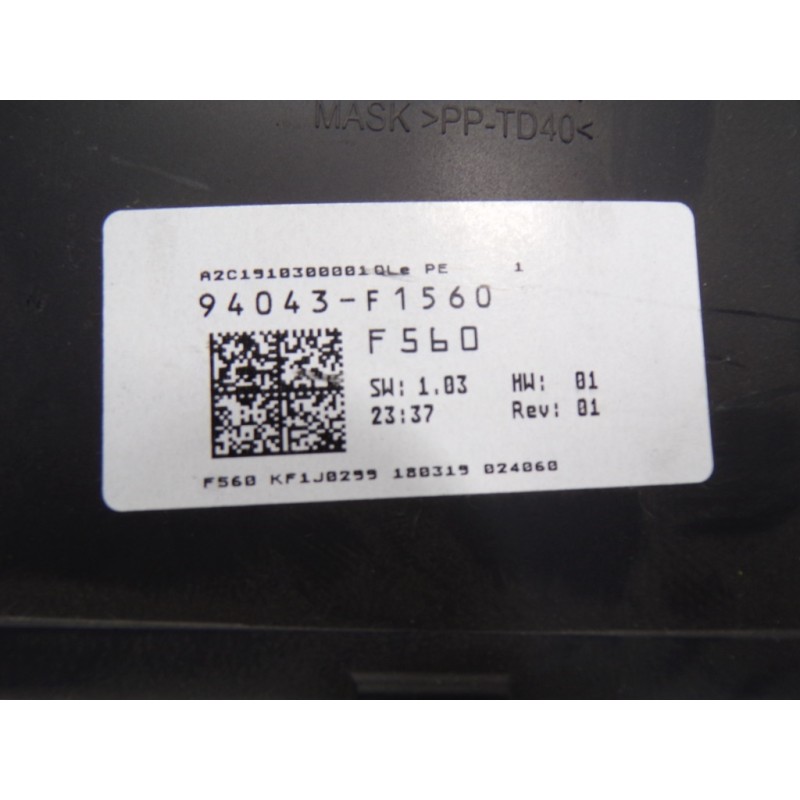 MASK >PP-TD40<
A2C19103000010Le PE 1
94043-F1560
F560
SW: 1.03 HW: 01
23:37 Rev: 01
F560 KF1J0299 180319 024060